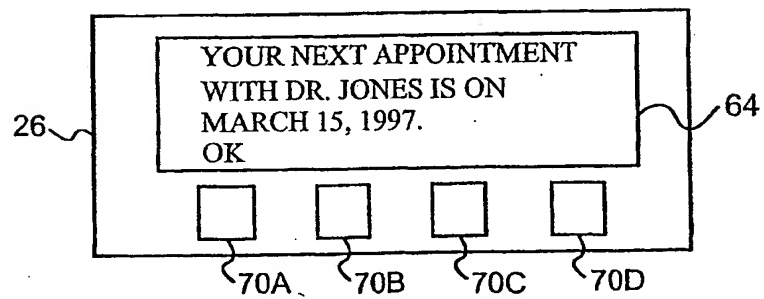 YOUR NEXT APPOINTMENT
WITH DR. JONES IS ON
MARCH 15, 1997.
OK
26
64
70A
70B
70C
70D